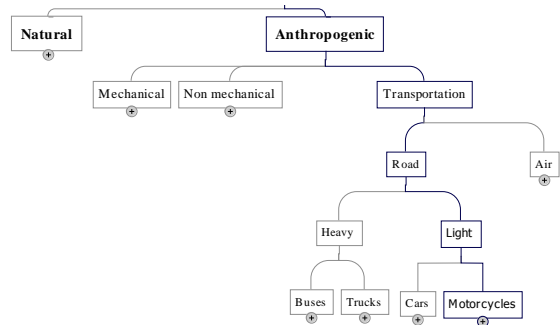 Natural
Anthropogenic
Mechanical
Non mechanical
Transportation
Road
Air
Heavy
Light
Buses
Trucks
Cars
Motorcycles